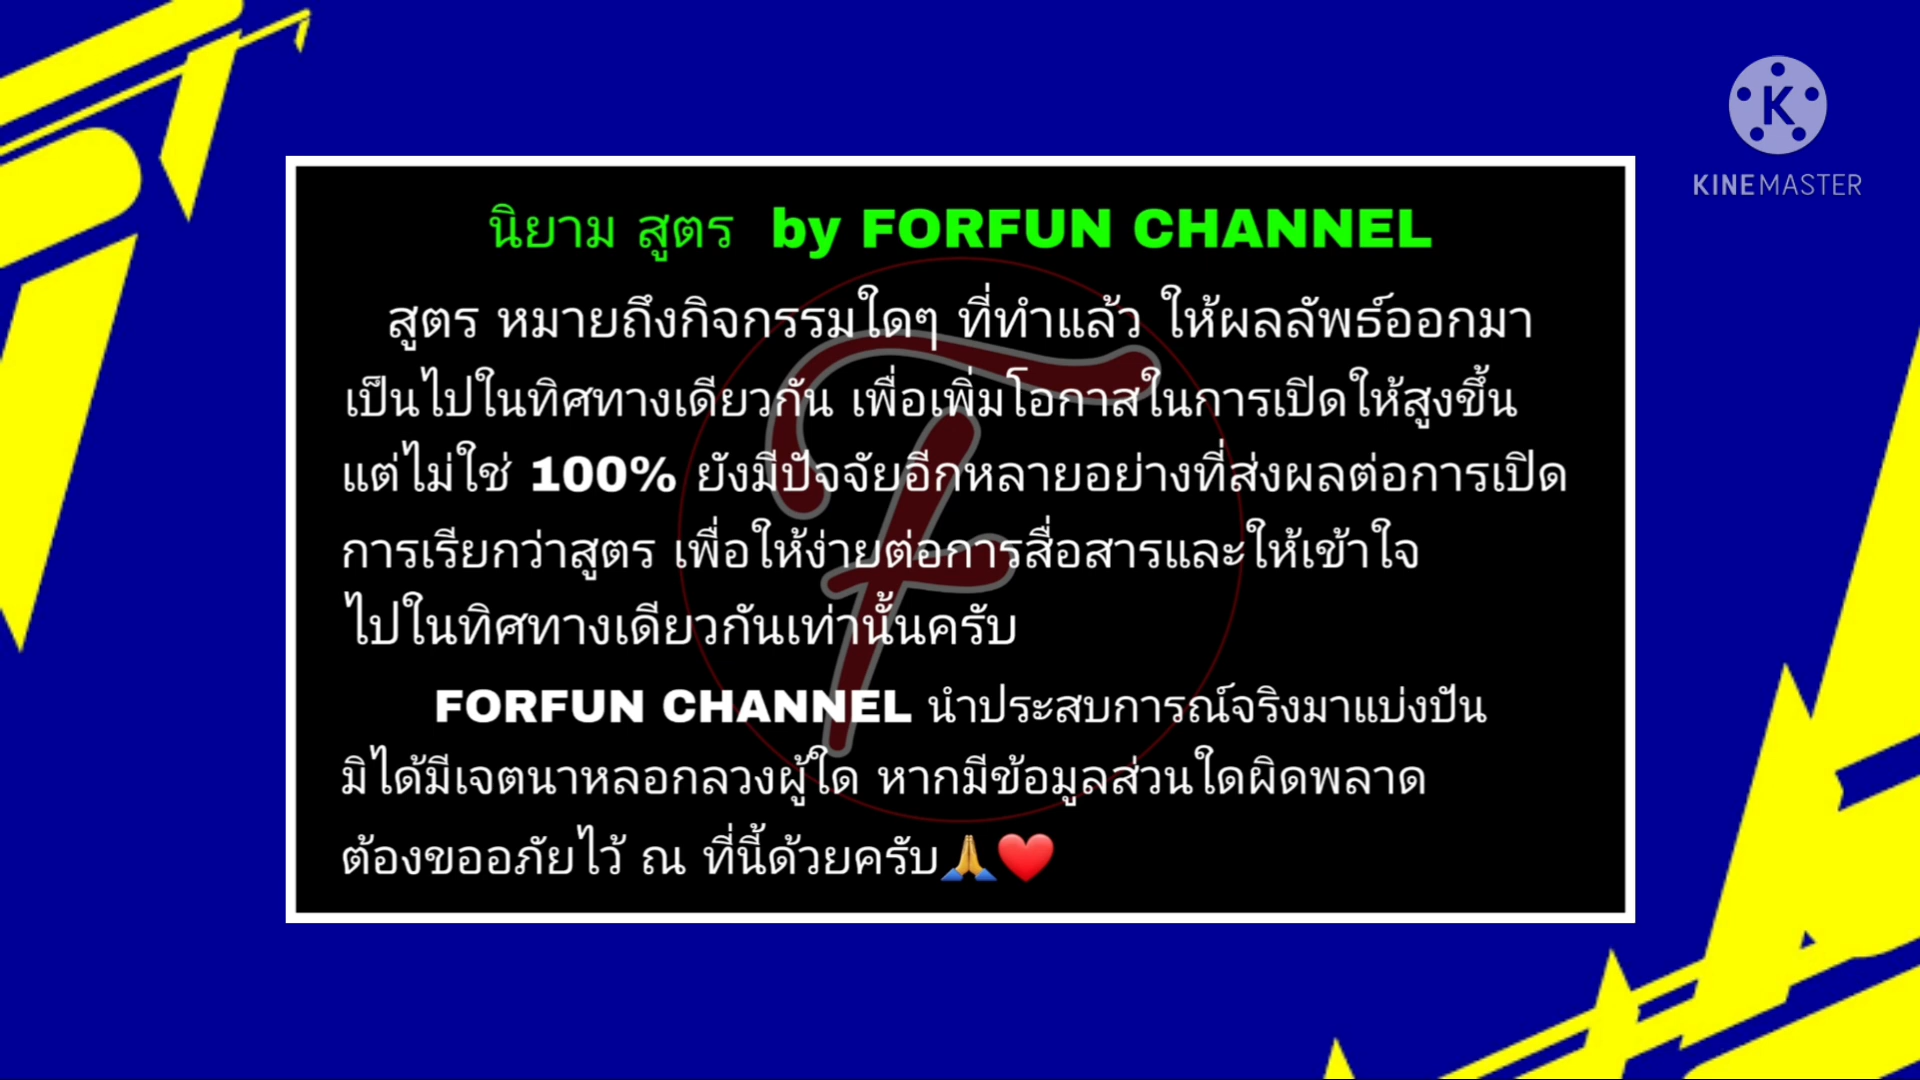 KINEMASTER
นิยาม สูตร by FORFUN CHANNEL
สูตร หมายถึงกิจกรรมใดๆ ที่ทำแล้ว ให้ผลลัพธ์ออกมา
เป็นไปในทิศทางเดียวกัน เพื่อเพิ่มโอกาสในการเปิดให้สูงขึ้น
แต่ไม่ใช่ 100% ยังมีปัจจัยอีกหลายอย่างที่ส่งผลต่อการเปิด
การเรียกว่าสูตร เพื่อให้ง่ายต่อการสื่อสารและให้เข้าใจ
ไปในทิศทางเดียวกันเท่านั้นครับ
FORFUN CHANNEL นำประสบการณ์จริงมาแบ่งปัน
มิได้มีเจตนาหลอกลวงผู้ใด หากมีข้อมูลส่วนใดผิดพลาด
ต้องขออภัยไว้ ณ ที่นี้ด้วยครับ🙏❤️